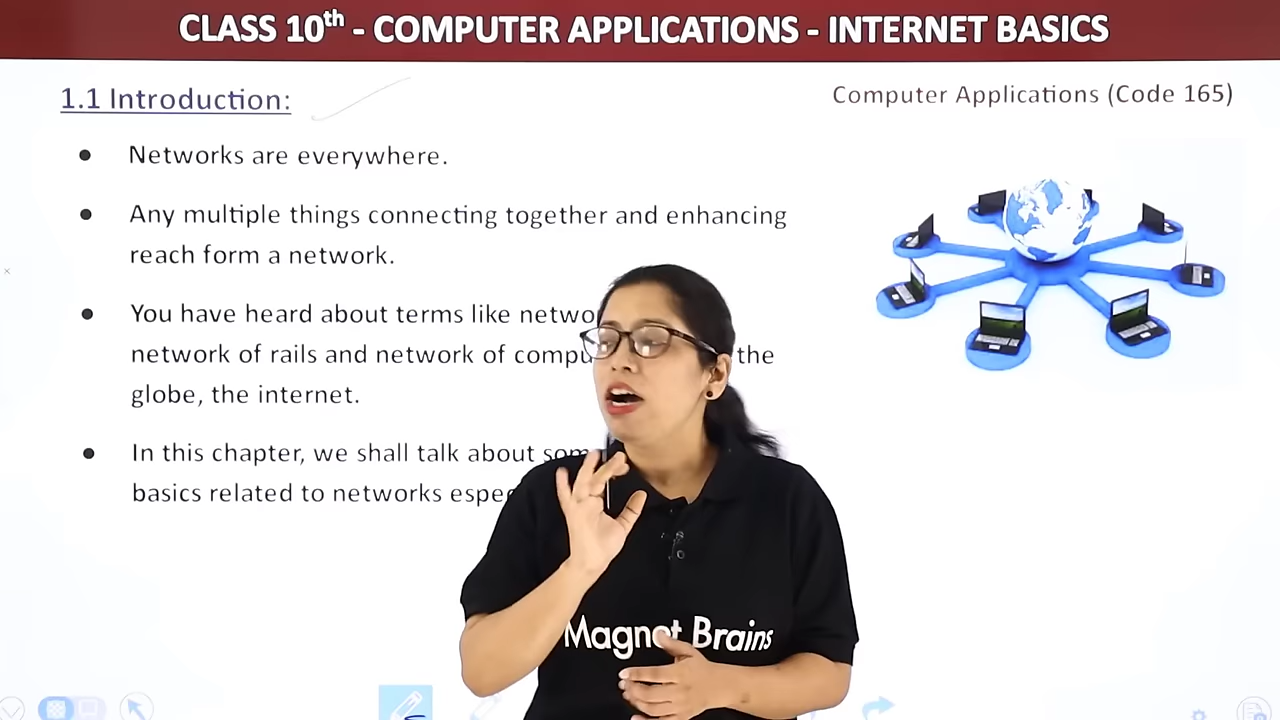 CLASS 10th - COMPUTER APPLICATIONS - INTERNET BASICS
1.1 Introduction:
Computer Applications (Code 165)
● Networks are everywhere.
● Any multiple things connecting together and enhancing
reach form a network.
● You have heard about terms like
network of rails and network of the
globe, the internet.
● In this chapter, we shall talk about
basics related to networks
Magnet Brains